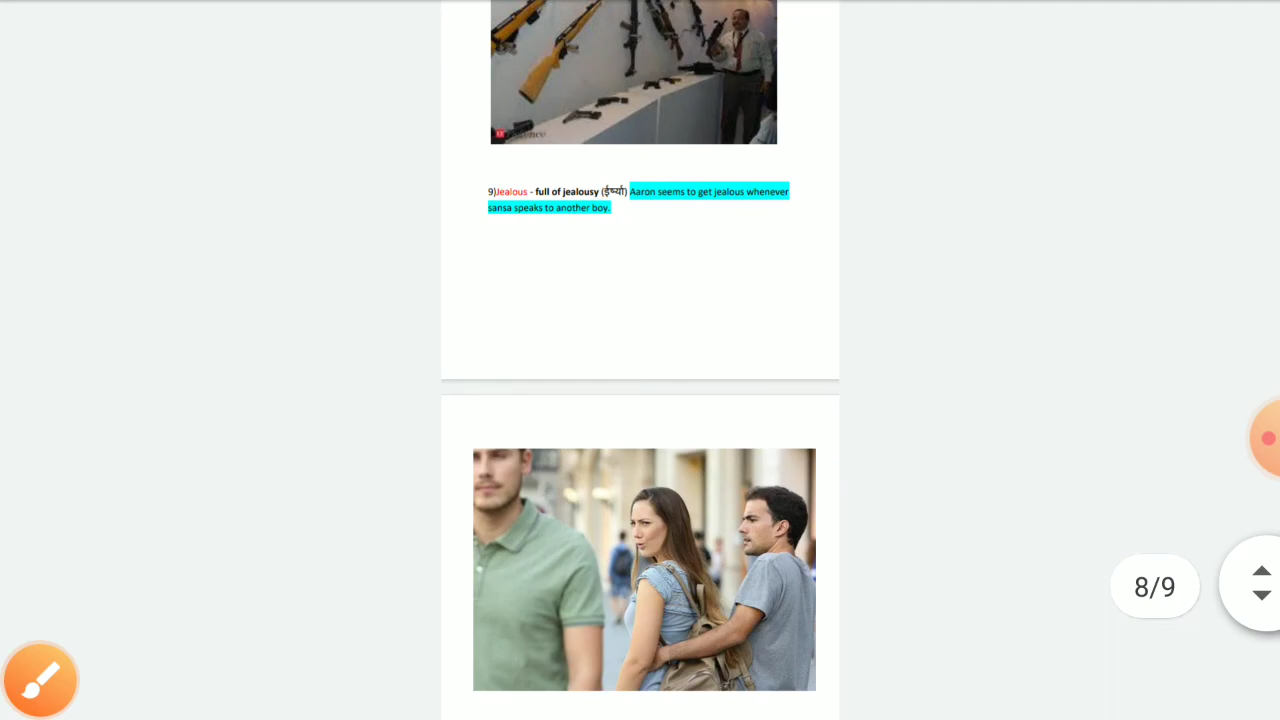 9)Jealous - full of jealousy (ईर्ष्या) Aaron seems to get jealous whenever
sansa speaks to another boy.
8/9